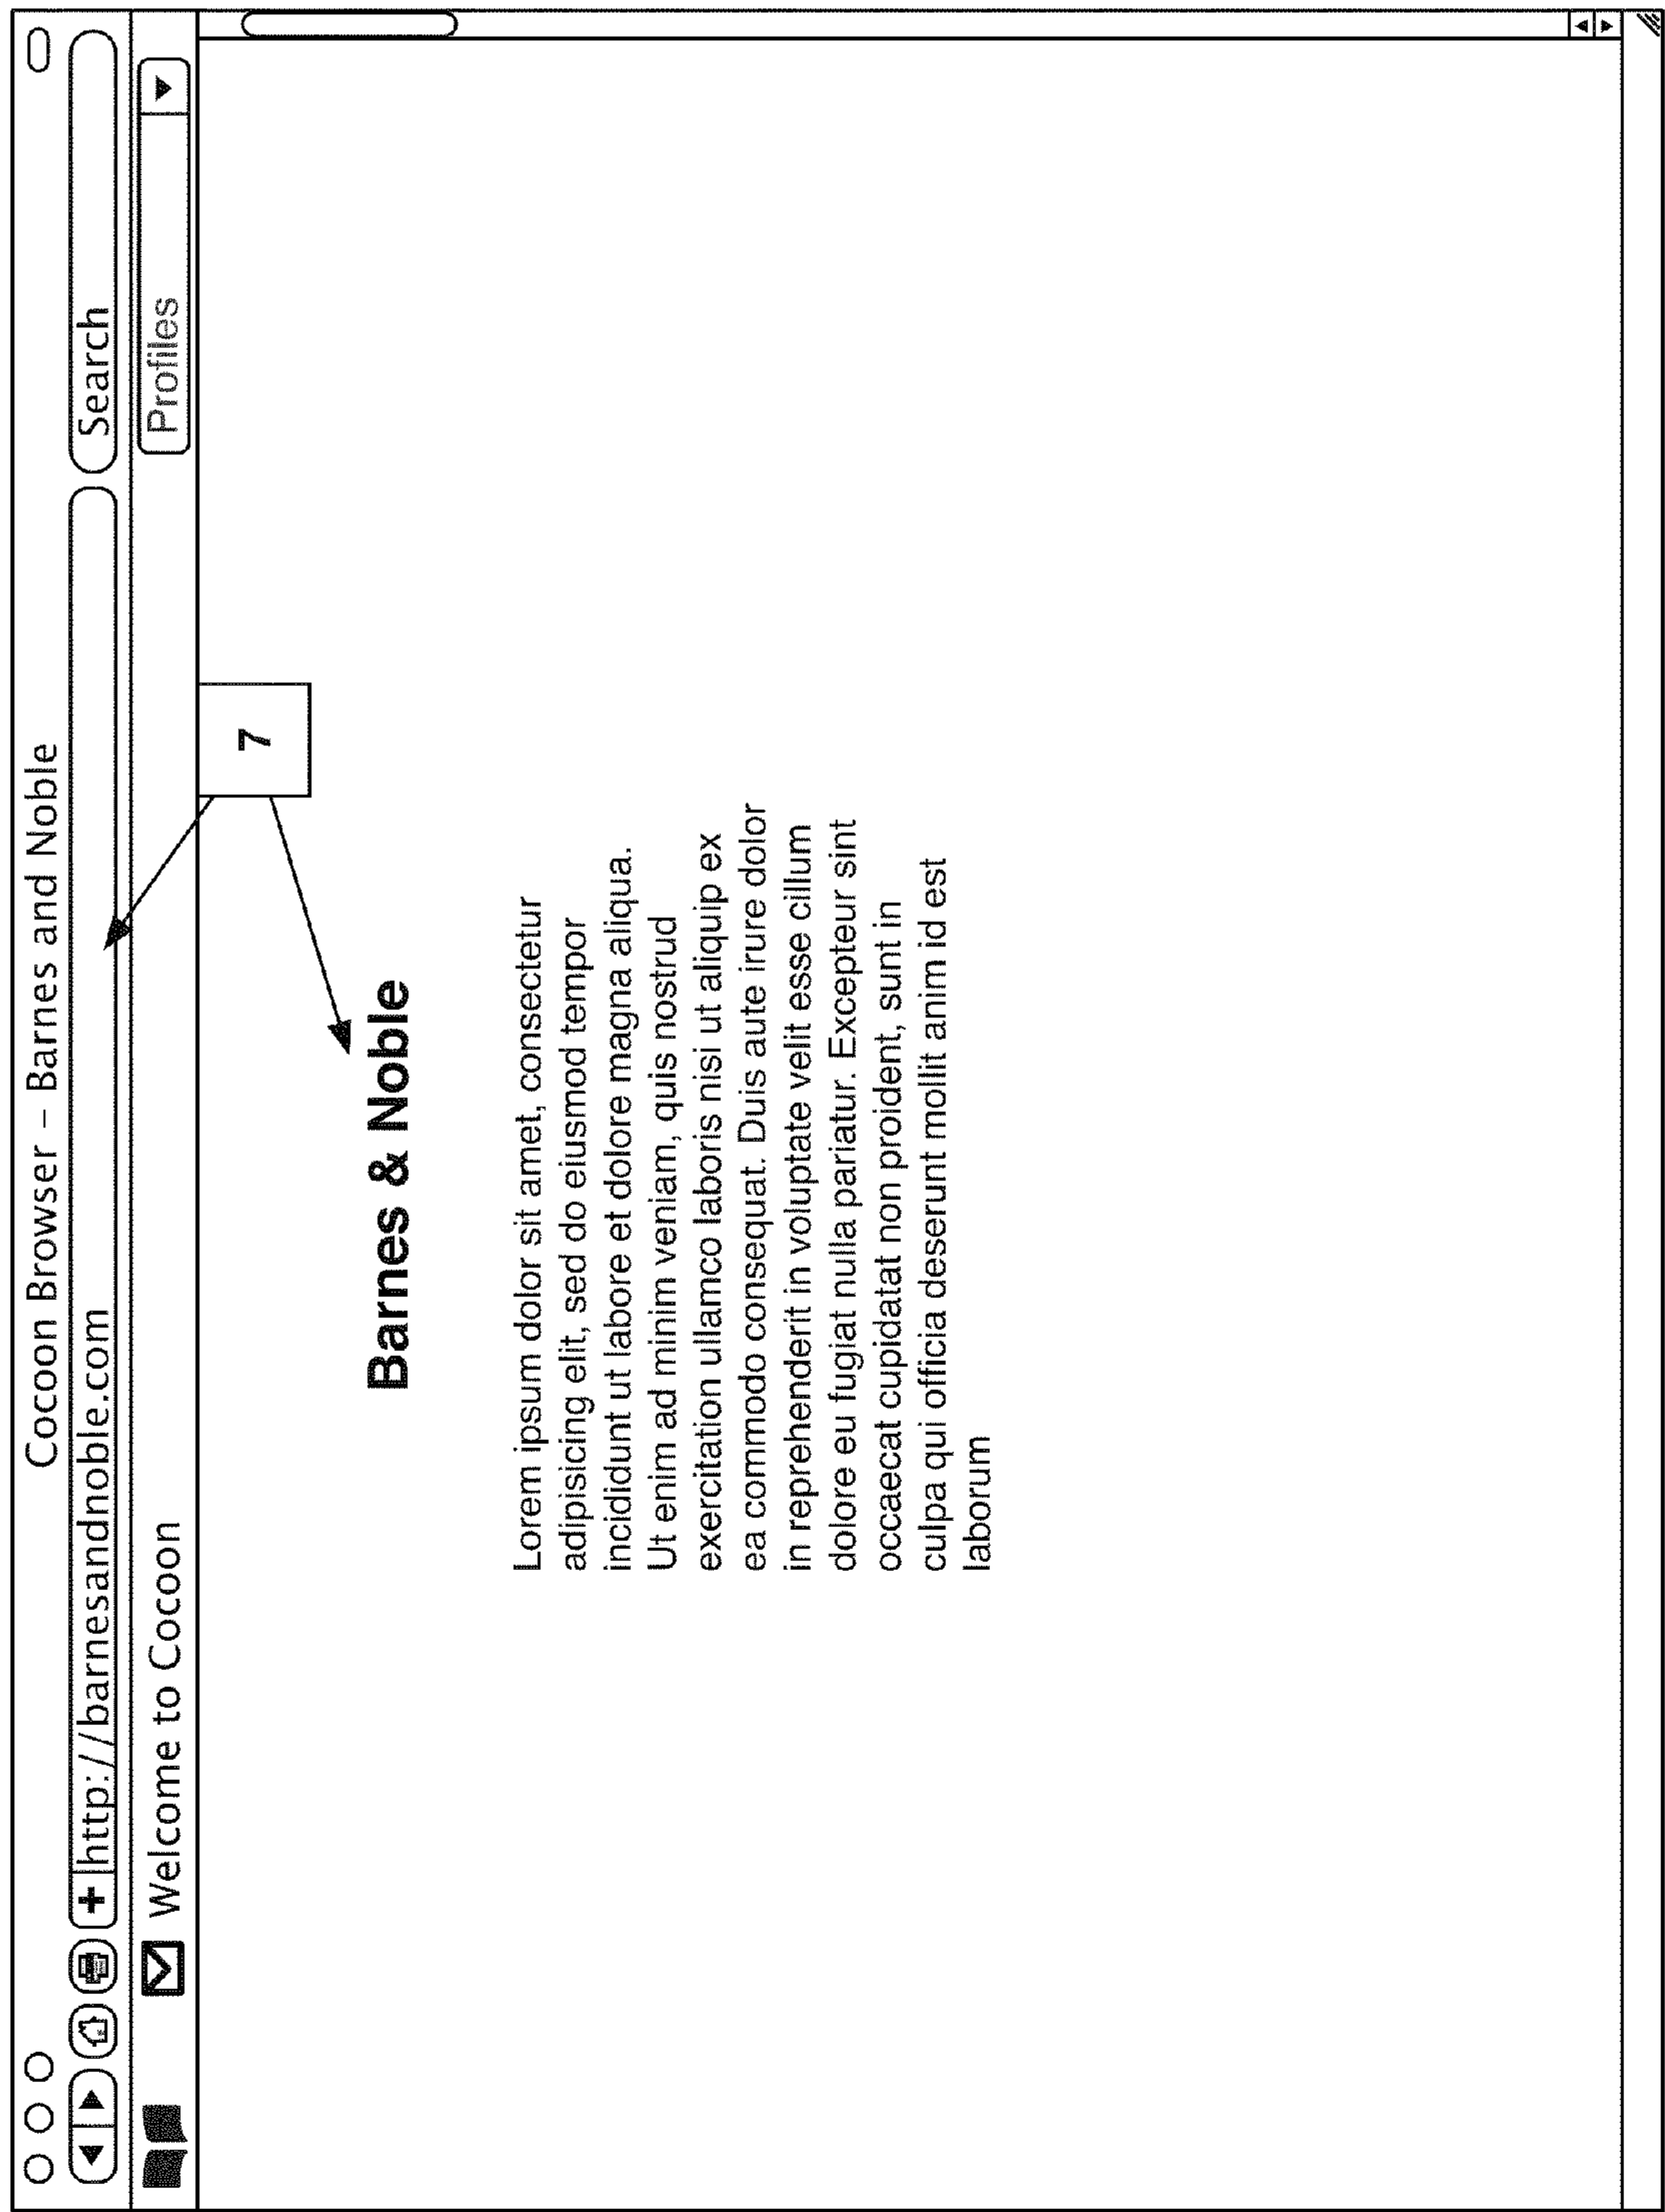 Cocoon Browser – Barnes and Noble
http://barnesandnoble.com
Search
Welcome to Cocoon
Profiles
7
Barnes & Noble
Lorem ipsum dolor sit amet, consectetur
adipisicing elit, sed do eiusmod tempor
incididunt ut labore et dolore magna aliqua.
Ut enim ad minim veniam, quis nostrud
exercitation ullamco laboris nisi ut aliquip ex
ea commodo consequat. Duis aute irure dolor
in reprehenderit in voluptate velit esse cillum
dolore eu fugiat nulla pariatur. Excepteur sint
occaecat cupidatat non proident, sunt in
culpa qui officia deserunt mollit anim id est
laborum